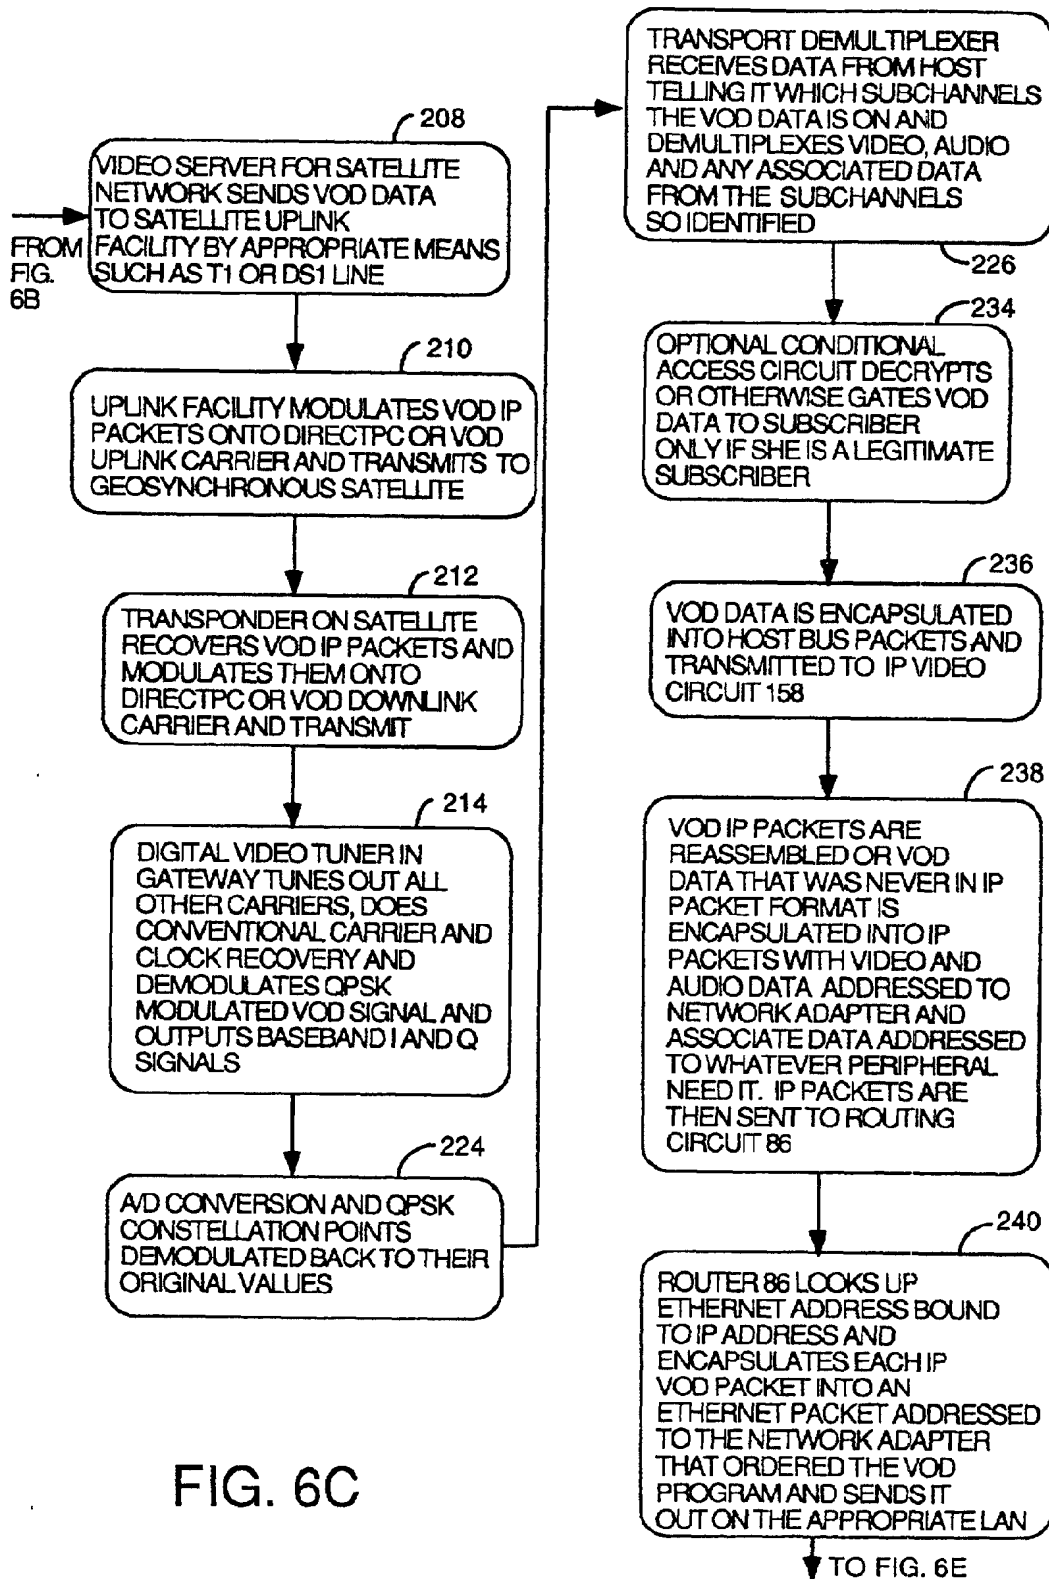 208
VIDEO SERVER FOR SATELLITE
NETWORK SENDS VOD DATA
TO SATELLITE UPLINK
FACILITY BY APPROPRIATE MEANS
SUCH AS T1 OR DS1 LINE
FROM
FIG.
6B
210
UPLINK FACILITY MODULATES VOD IP
PACKETS ONTO DIRECTPC OR VOD
UPLINK CARRIER AND TRANSMITS TO
GEOSYNCHRONOUS SATELLITE
212
TRANSPONDER ON SATELLITE
RECOVERS VOD IP PACKETS AND
MODULATES THEM ONTO
DIRECTPC OR VOD DOWNLINK
CARRIER AND TRANSMIT
214
DIGITAL VIDEO TUNER IN
GATEWAY TUNES OUT ALL
OTHER CARRIERS, DOES
CONVENTIONAL CARRIER AND
CLOCK RECOVERY AND
DEMODULATES QPSK
MODULATED VOD SIGNAL AND
OUTPUTS BASEBAND I AND Q
SIGNALS
224
A/D CONVERSION AND QPSK
CONSTELLATION POINTS
DEMODULATED BACK TO THEIR
ORIGINAL VALUES
TRANSPORT DEMULTIPLEXER
RECEIVES DATA FROM HOST
TELLING IT WHICH SUBCHANNELS
THE VOD DATA IS ON AND
DEMULTIPLEXES VIDEO, AUDIO
AND ANY ASSOCIATED DATA
FROM THE SUBCHANNELS
SO IDENTIFIED
226
234
OPTIONAL CONDITIONAL
ACCESS CIRCUIT DECRYPTS
OR OTHERWISE GATES VOD
DATA TO SUBSCRIBER
ONLY IF SHE IS A LEGITIMATE
SUBSCRIBER
236
VOD DATA IS ENCAPSULATED
INTO HOST BUS PACKETS AND
TRANSMITTED TO IP VIDEO
CIRCUIT 158
238
VOD IP PACKETS ARE
REASSEMBLED OR VOD
DATA THAT WAS NEVER IN IP
PACKET FORMAT IS
ENCAPSULATED INTO IP
PACKETS WITH VIDEO AND
AUDIO DATA ADDRESSED TO
NETWORK ADAPTER AND
ASSOCIATE DATA ADDRESSED
TO WHATEVER PERIPHERAL
NEED IT. IP PACKETS ARE
THEN SENT TO ROUTING
CIRCUIT 86
240
ROUTER 86 LOOKS UP
ETHERNET ADDRESS BOUND
TO IP ADDRESS AND
ENCAPSULATES EACH IP
VOD PACKET INTO AN
ETHERNET PACKET ADDRESSED
TO THE NETWORK ADAPTER
THAT ORDERED THE VOD
PROGRAM AND SENDS IT
OUT ON THE APPROPRIATE LAN
TO FIG. 6E
FIG. 6C